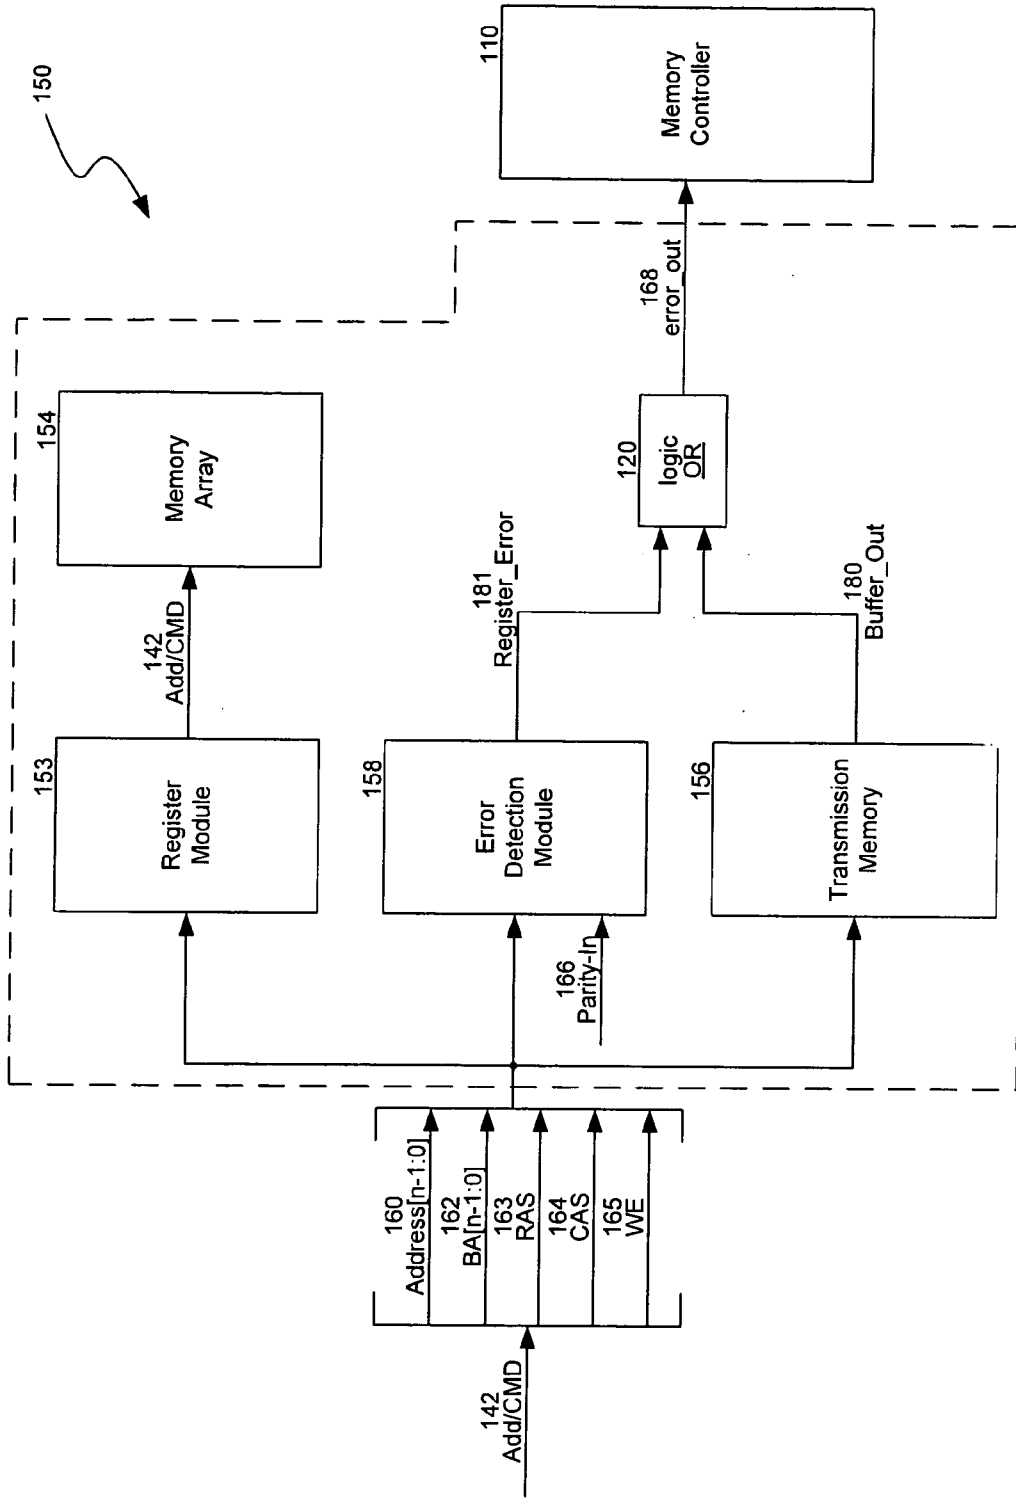 150
110
Memory
Controller
154
Memory
Array
142
Add/CMD
153
Register
Module
168
error_out
120
logic
OR
181
Register_Error
180
Buffer_Out
158
Error
Detection
Module
156
Transmission
Memory
166
Parity-In
160
Address[n-1:0]
162
BA[n-1:0]
163
RAS
164
CAS
165
WE
142
Add/CMD